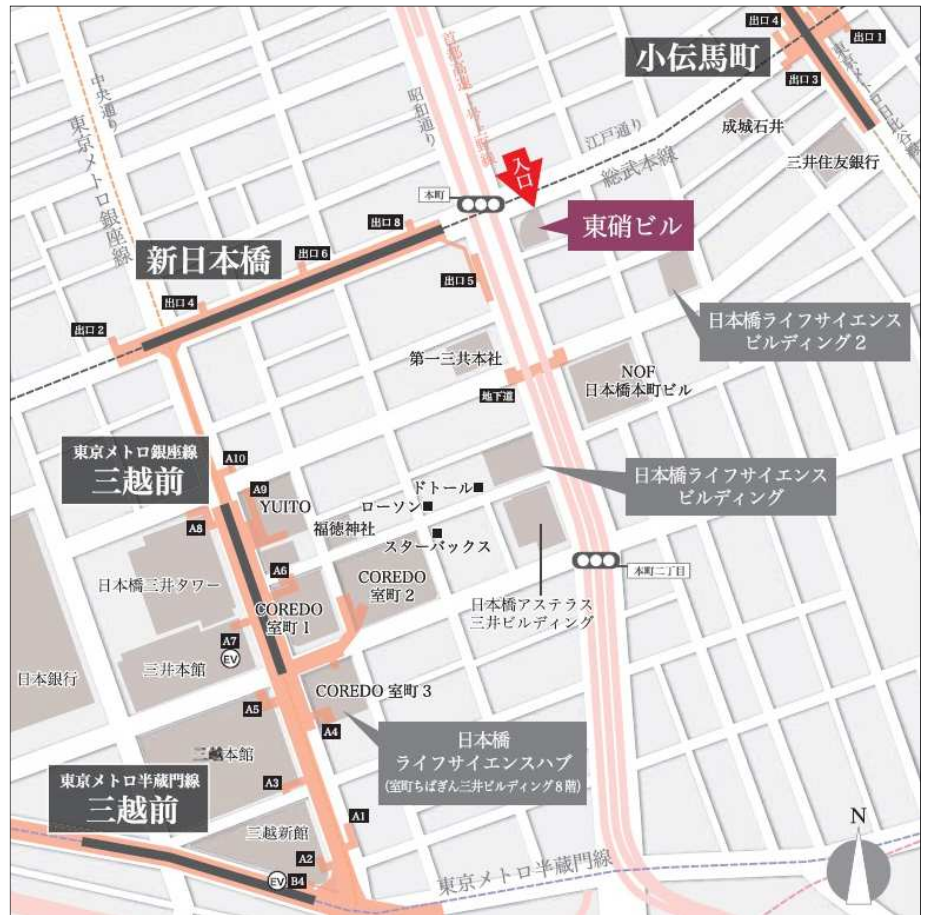 出口4
出口1
小伝馬町
出口3
東京メトロ日比谷線
中央通り
東京メトロ銀座線
昭和通り
首都高速1号上野線
江戸通り
成城石井
総武本線
三井住友銀行
入口
本町
東硝ビル
出口8
新日本橋
出口6
出口5
出口4
出口2
日本橋ライフサイエンス
ビルディング2
第一三共本社
NOF
日本橋本町ビル
地下道
東京メトロ銀座線
三越前
A10
A9
YUITO
A8
ドトール
ローソン
福徳神社
スターバックス
日本橋ライフサイエンス
ビルディング
日本橋三井タワー
A6
COREDO
室町1
COREDO
室町2
本町二丁目
日本橋アステラス
三井ビルディング
A7
EV
三井本館
日本銀行
COREDO 室町3
A5
A4
三越本館
日本橋
ライフサイエンスハブ
(室町ちばぎん三井ビルディング8階)
東京メトロ半蔵門線
三越前
A3
A1
三越新館
A2
EV
B4
東京メトロ半蔵門線
N